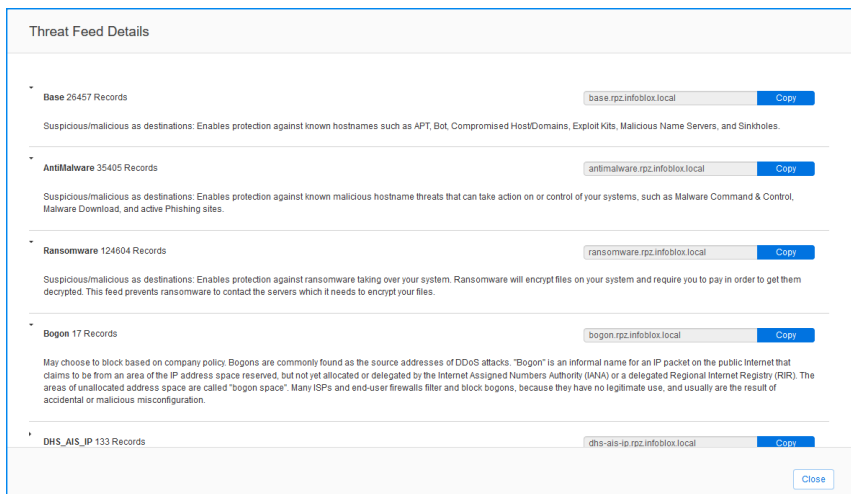 Threat Feed Details
Base 26457 Records
base.rpz.infoblox.local
Copy
Suspicious/malicious as destinations: Enables protection against known hostnames such as APT, Bot, Compromised Host/Domains, Exploit Kits, Malicious Name Servers, and Sinkholes.
AntiMalware 35405 Records
antimalware.rpz.infoblox.local
Copy
Suspicious/malicious as destinations: Enables protection against known malicious hostname threats that can take action on or control of your systems, such as Malware Command & Control,
Malware Download, and active Phishing sites.
Ransomware 124604 Records
ransomware.rpz.infoblox.local
Copy
Suspicious/malicious as destinations: Enables protection against ransomware taking over your system. Ransomware will encrypt files on your system and require you to pay in order to get them
decrypted. This feed prevents ransomware to contact the servers which it needs to encrypt your files.
Bogon 17 Records
bogon.rpz.infoblox.local
Copy
May choose to block based on company policy. Bogons are commonly found as the source addresses of DDoS attacks. "Bogon" is an informal name for an IP packet on the public Internet that
claims to be from an area of the IP address space reserved, but not yet allocated or delegated by the Internet Assigned Numbers Authority (IANA) or a delegated Regional Internet Registry (RIR). The
areas of unallocated address space are called "bogon space". Many ISPs and end-user firewalls filter and block bogons, because they have no legitimate use, and usually are the result of
accidental or malicious misconfiguration.
DHS_AIS_IP 133 Records
dhs-ais-ip.rpz.infoblox.local
Copy
Close